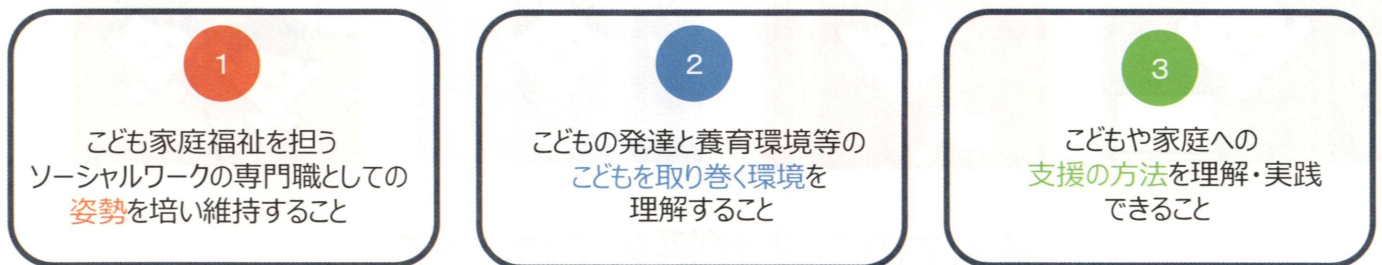 1
こども家庭福祉を担う
ソーシャルワークの専門職としての
姿勢を培い維持すること
2
こどもの発達と養育環境等の
こどもを取り巻く環境を
理解すること
3
こどもや家庭への
支援の方法を理解・実践
できること